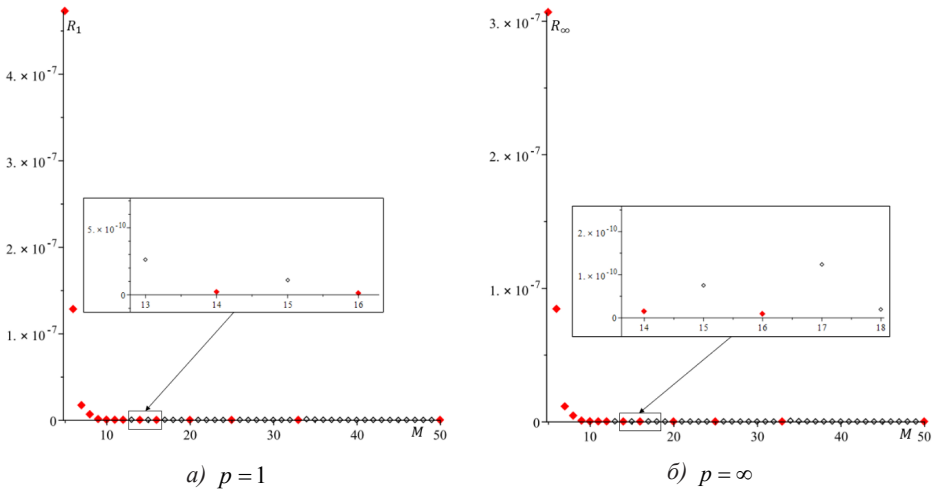 R₁
4. × 10⁻⁷
3. × 10⁻⁷
2. × 10⁻⁷
1. × 10⁻⁷
0
5. × 10⁻¹⁰
0
13 14 15 16
10 20 30 40 50
M
а) p = 1
R∞
3. × 10⁻⁷
2. × 10⁻⁷
1. × 10⁻⁷
0
2. × 10⁻¹⁰
1. × 10⁻¹⁰
0
14 15 16 17 18
10 20 30 40 50
M
б) p = ∞